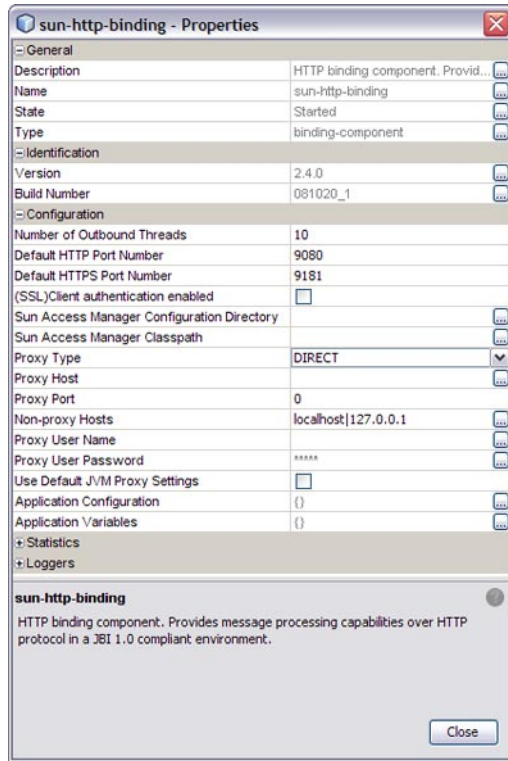 sun-http-binding - Properties
General
Description HTTP binding component. Provid...
Name sun-http-binding
State Started
Type binding-component
Identification
Version 2.4.0
Build Number 081020_1
Configuration
Number of Outbound Threads 10
Default HTTP Port Number 9080
Default HTTPS Port Number 9181
(SSL)Client authentication enabled
Sun Access Manager Configuration Directory
Sun Access Manager Classpath
Proxy Type DIRECT
Proxy Host
Proxy Port 0
Non-proxy Hosts localhost|127.0.0.1
Proxy User Name
Proxy User Password *****
Use Default JVM Proxy Settings
Application Configuration {}
Application Variables {}
Statistics
Loggers
sun-http-binding
HTTP binding component. Provides message processing capabilities over HTTP
protocol in a JBI 1.0 compliant environment.
Close